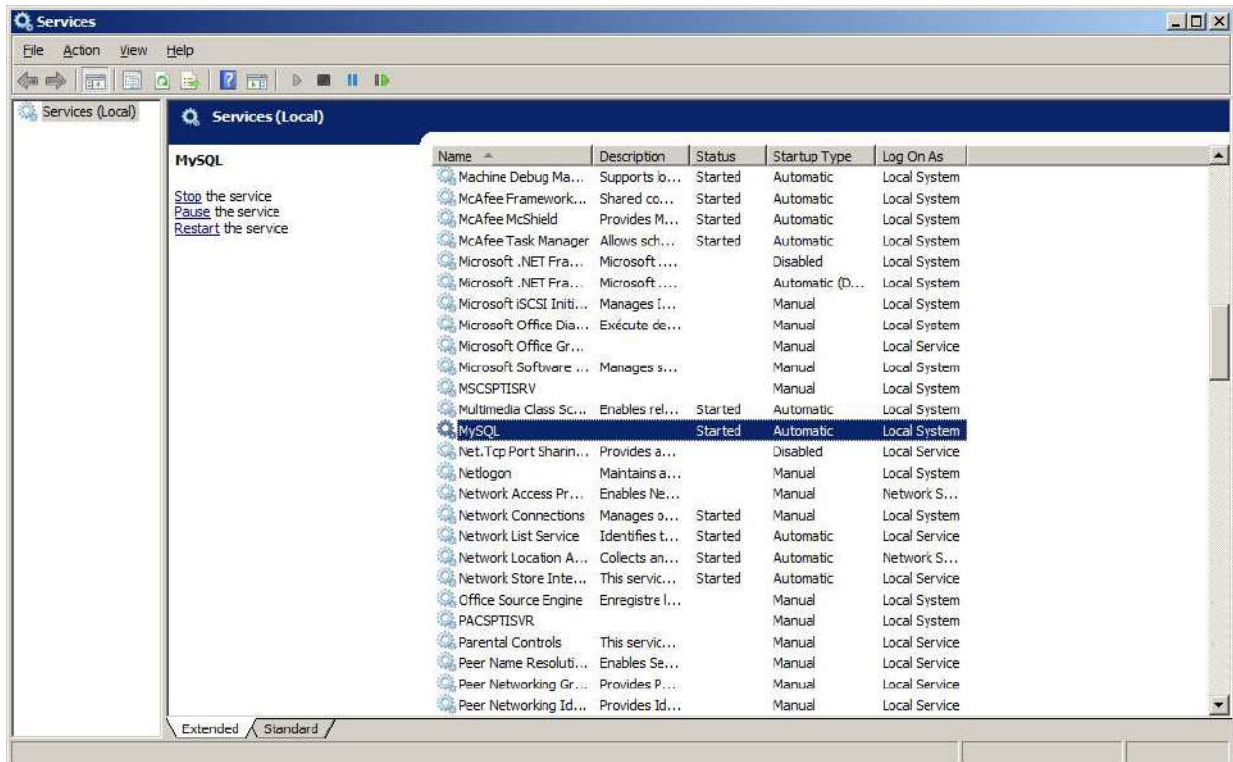 Services
File Action View Help
Services (Local)
Services (Local)
MySQL
Stop the service
Pause the service
Restart the service
Name Description Status Startup Type Log On As
Machine Debug Ma... Supports lo... Started Automatic Local System
McAfee Framework... Shared co... Started Automatic Local System
McAfee McShield Provides M... Started Automatic Local System
McAfee Task Manager Allows sch... Started Automatic Local System
Microsoft .NET Fra... Microsoft .... Disabled Local System
Microsoft .NET Fra... Microsoft .... Automatic (D... Local System
Microsoft iSCSI Initi... Manages I... Manual Local System
Microsoft Office Dia... Exécute de... Manual Local System
Microsoft Office Gr... Manual Local Service
Microsoft Software ... Manages s... Manual Local System
MSCSPTISRV Manual Local System
Multimedia Class Sc... Enables rel... Started Automatic Local System
MySQL Started Automatic Local System
Net.Tcp Port Sharin... Provides a... Disabled Local Service
Netlogon Maintains a... Manual Local System
Network Access Pr... Enables Ne... Manual Network S...
Network Connections Manages o... Started Manual Local System
Network List Service Identifies t... Started Automatic Local Service
Network Location A... Collects an... Started Automatic Network S...
Network Store Inte... This servic... Started Automatic Local Service
Office Source Engine Enregistre l... Manual Local System
PACSPTISVR Manual Local System
Parental Controls This servic... Manual Local Service
Peer Name Resoluti... Enables Se... Manual Local Service
Peer Networking Gr... Provides P... Manual Local Service
Peer Networking Id... Provides Id... Manual Local Service
Extended Standard